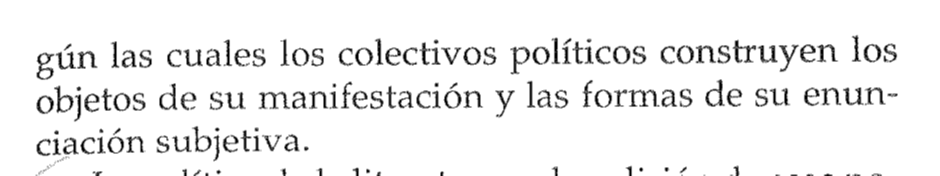 gún las cuales los colectivos políticos construyen los
objetos de su manifestación y las formas de su enun-
ciación subjetiva.